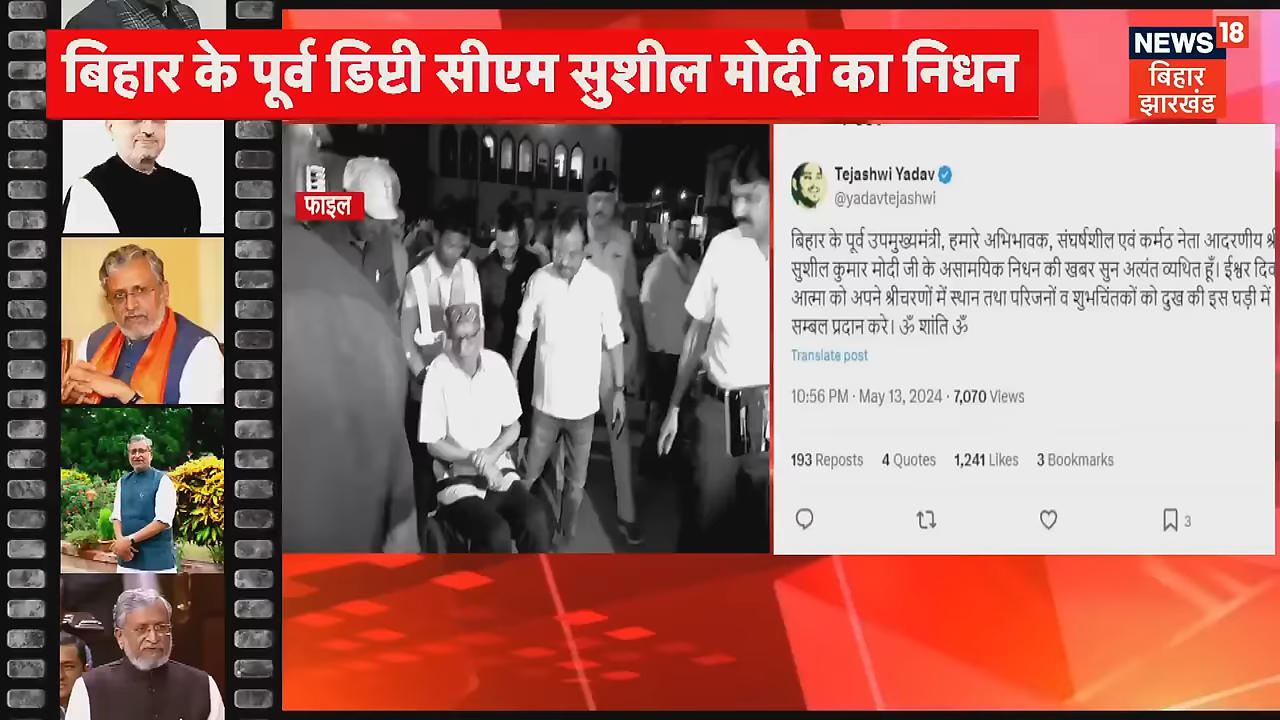 बिहार के पूर्व डिप्टी सीएम सुशील मोदी का निधन
NEWS 18
बिहार
झारखंड
फाइल
Tejashwi Yadav
@yadavtejashwi
बिहार के पूर्व उपमुख्यमंत्री, हमारे अभिभावक, संघर्षशील एवं कर्मठ नेता आदरणीय
सुशील कुमार मोदी जी के असामयिक निधन की खबर सुन अत्यंत व्यथित हूँ। ईश्वर
आत्मा को अपने श्रीचरणों में स्थान तथा परिजनों व शुभचिंतकों को दुख की इस घड़ी में
सम्बल प्रदान करे। ॐ शांति ॐ
Translate post
10:56 PM · May 13, 2024 · 7,070 Views
193 Reposts 4 Quotes 1,241 Likes 3 Bookmarks
3